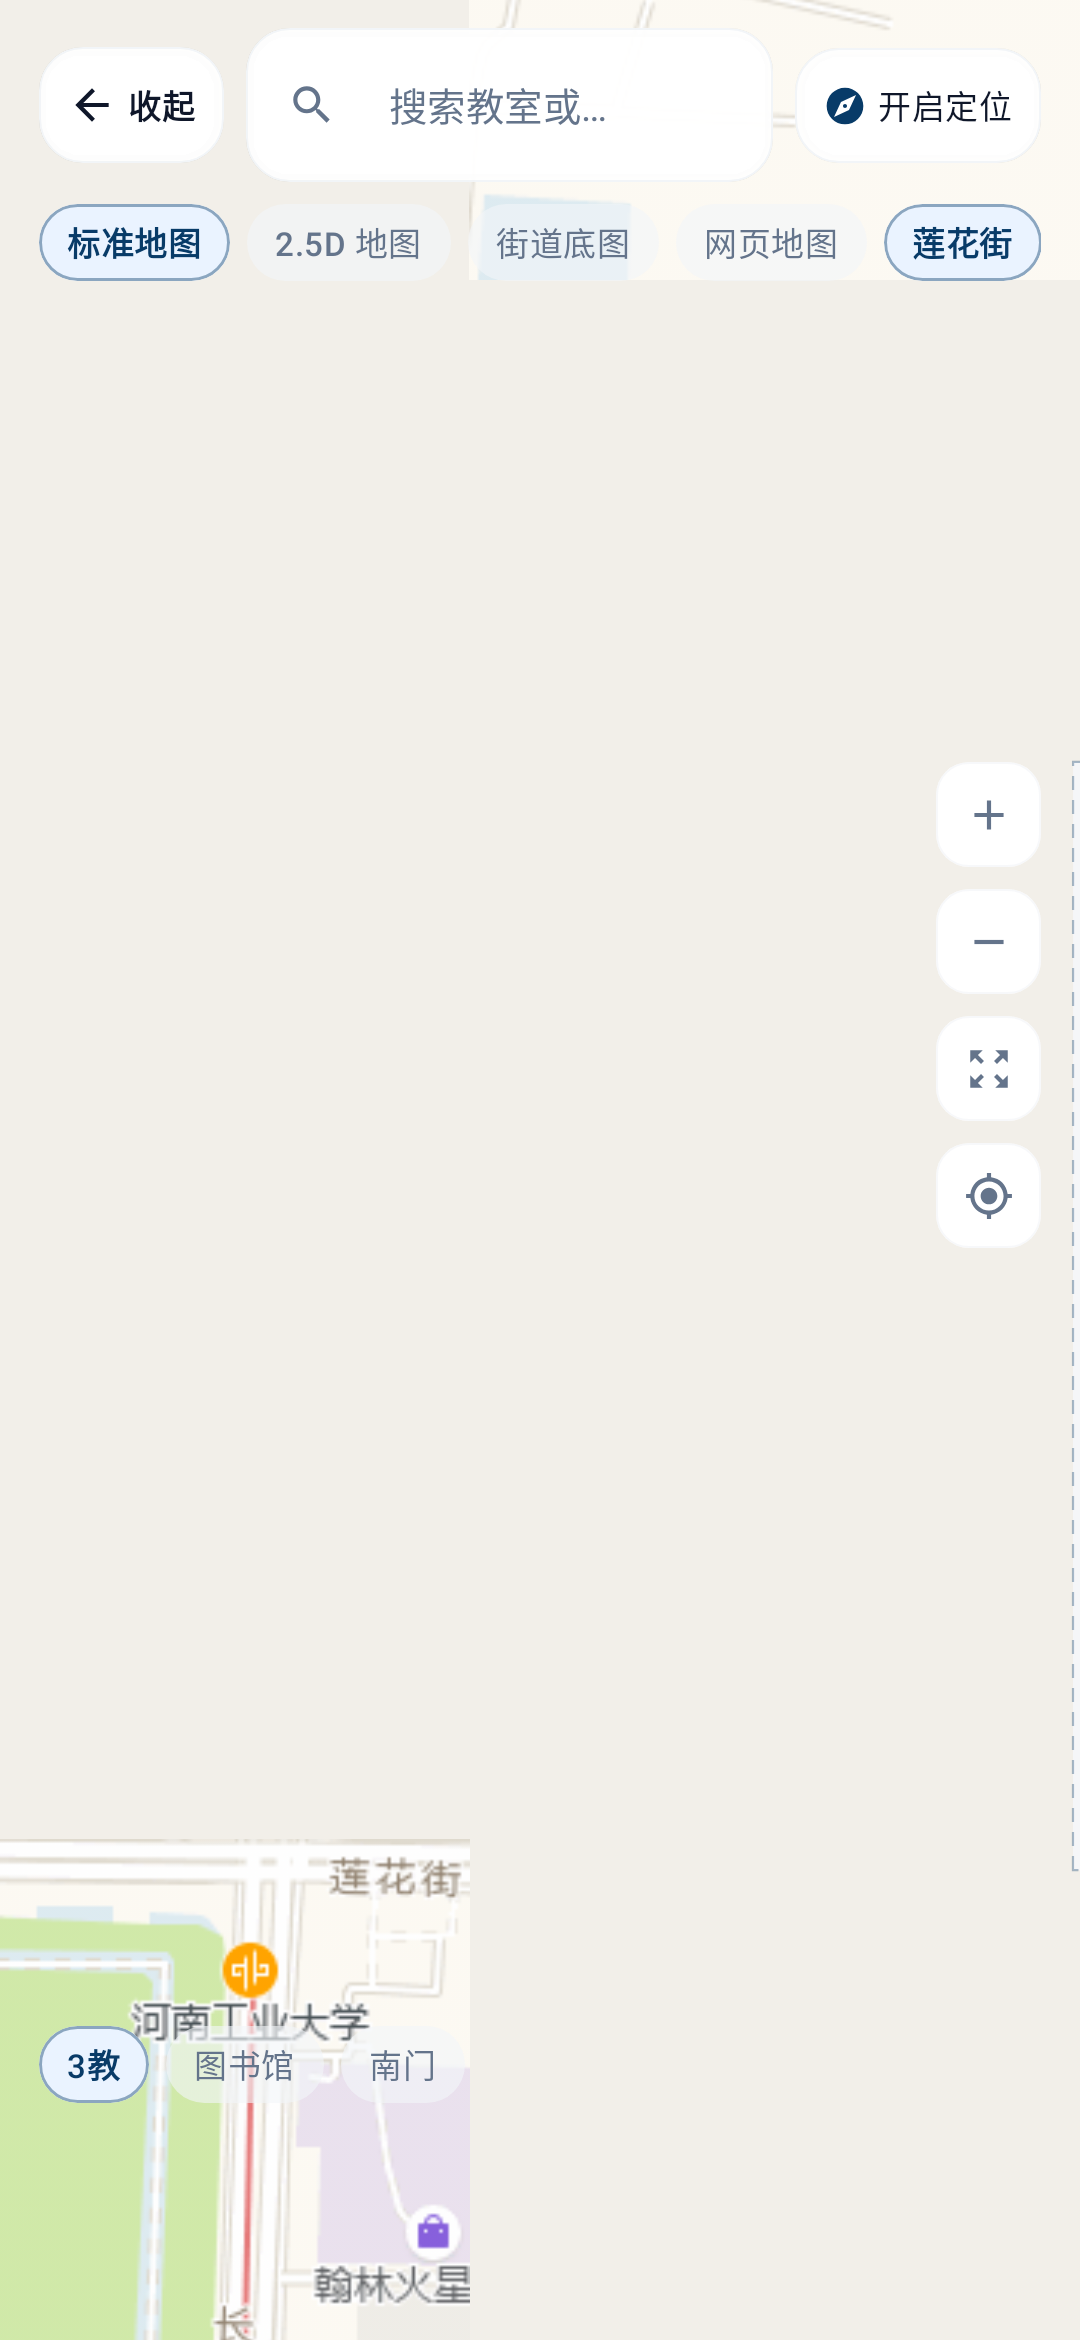 收起
搜索教室或...
开启定位
标准地图
2.5D 地图
街道底图
网页地图
莲花街
莲花街
河南工业大学
3教
图书馆
南门
翰林火星
长